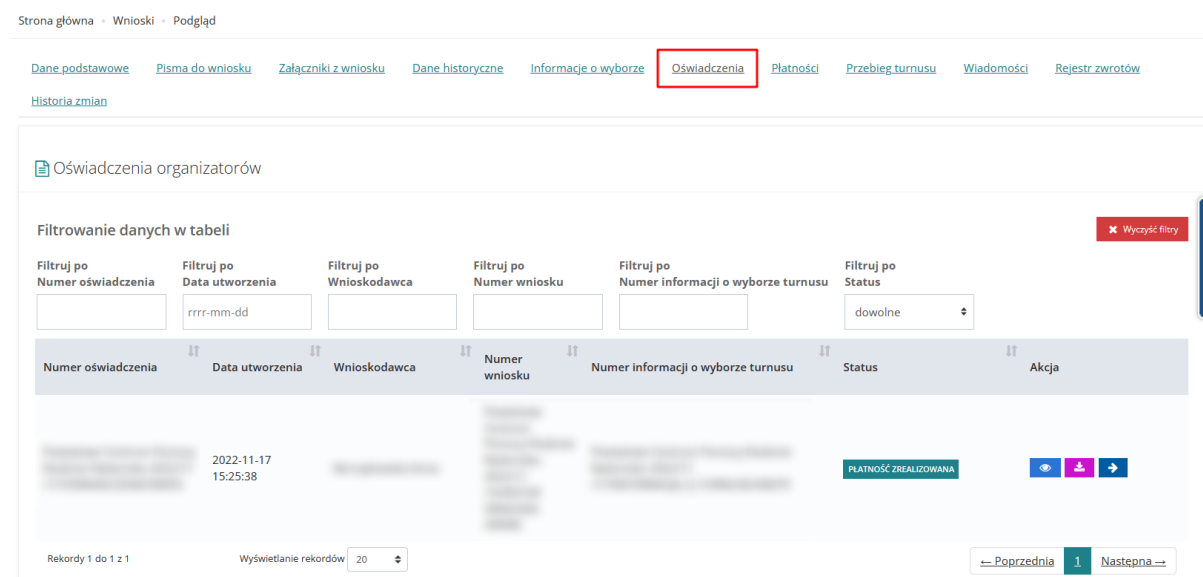 Strona główna Wnioski Podgląd
Dane podstawowe Pisma do wniosku Załączniki z wniosku Dane historyczne Informacje o wyborze Oświadczenia Płatności Przebieg turnusu Wiadomości Rejestr zwrotów
Historia zmian
Oświadczenia organizatorów
Filtrowanie danych w tabeli
Wyczyść filtry
Filtruj po Numer oświadczenia
Filtruj po Data utworzenia
Filtruj po Wnioskodawca
Filtruj po Numer wniosku
Filtruj po Numer informacji o wyborze turnusu
Filtruj po Status
rrrr-mm-dd
dowolne
Numer oświadczenia Data utworzenia Wnioskodawca Numer wniosku Numer informacji o wyborze turnusu Status Akcja
2022-11-17
15:25:38
PŁATNOŚĆ ZREALIZOWANA
Rekordy 1 do 1 z 1 Wyświetlanie rekordów 20 ← Poprzednia 1 Następna →